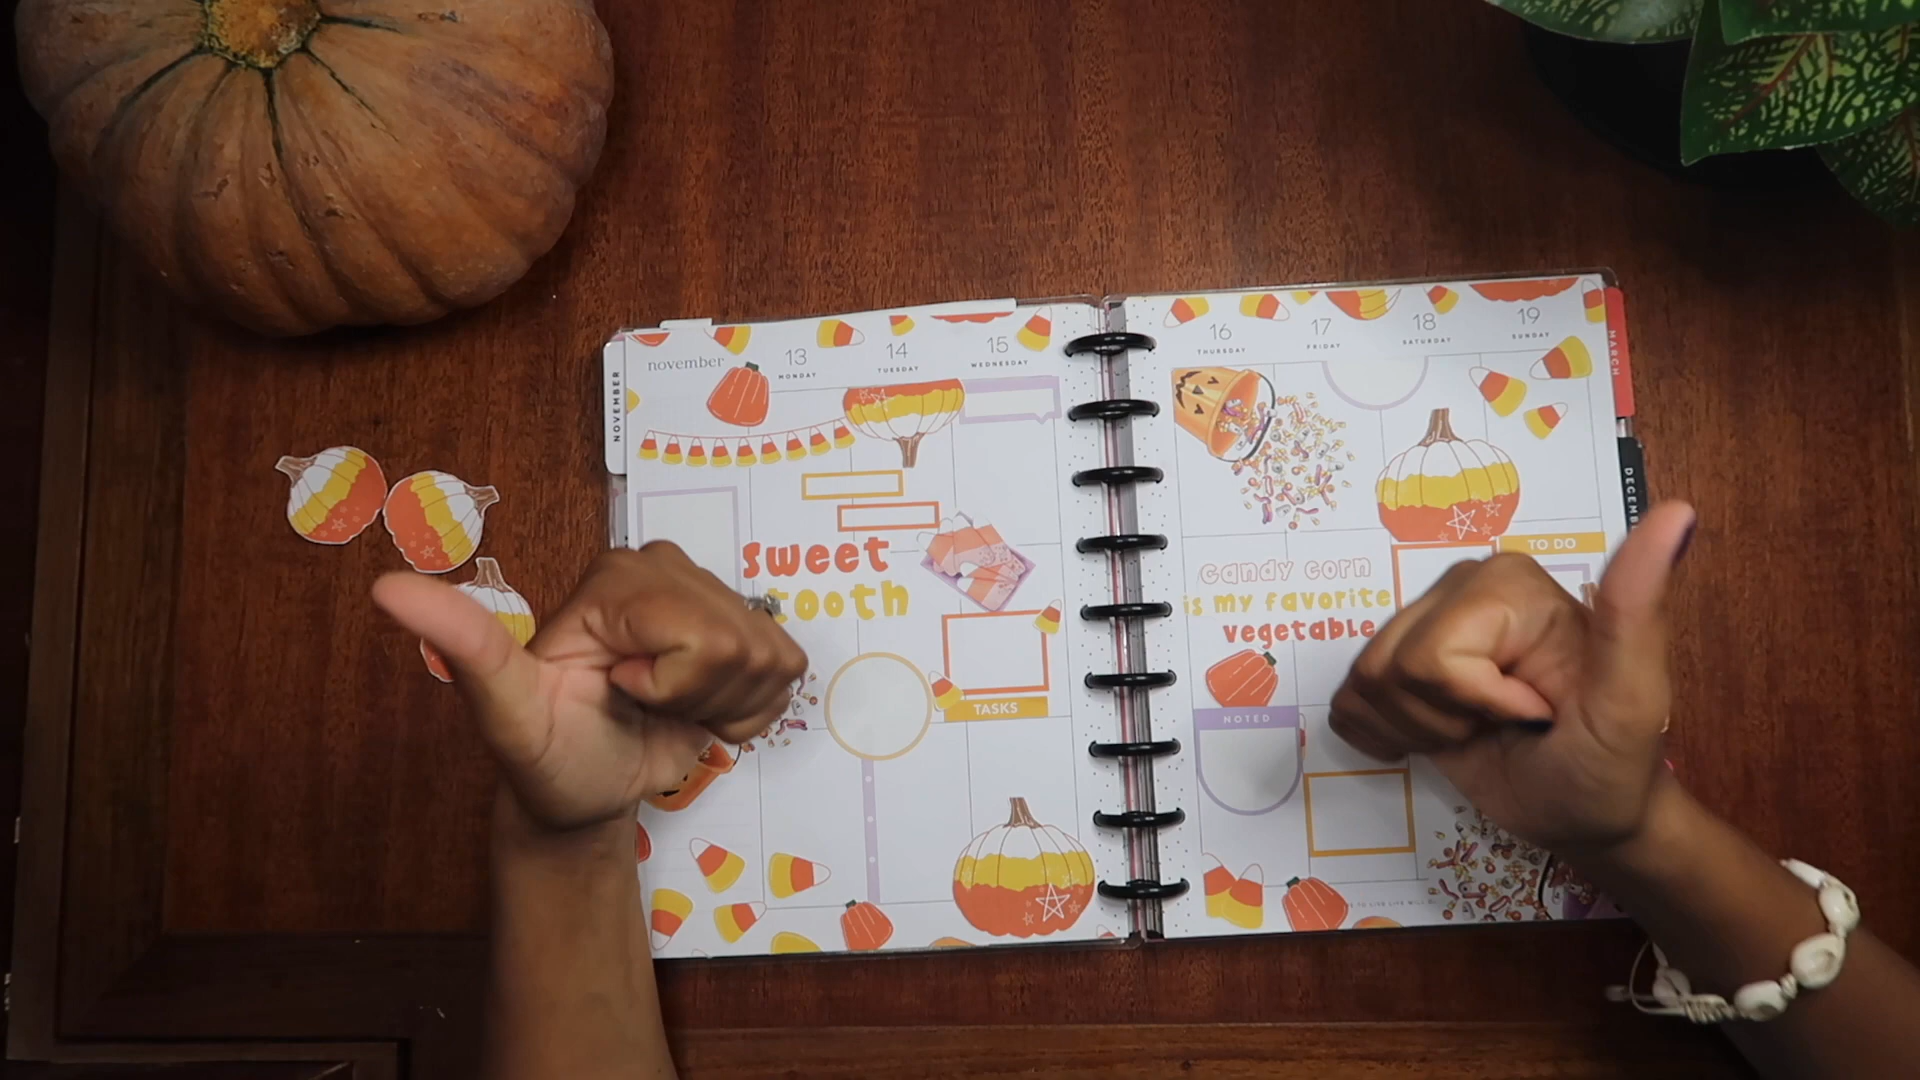 NOVEMBER
november
13
MONDAY
14
TUESDAY
15
WEDNESDAY
sweet
tooth
TASKS
16
THURSDAY
17
FRIDAY
18
SATURDAY
19
SUNDAY
candy corn
is my favorite
vegetable
TO DO
NOTED
MARCH